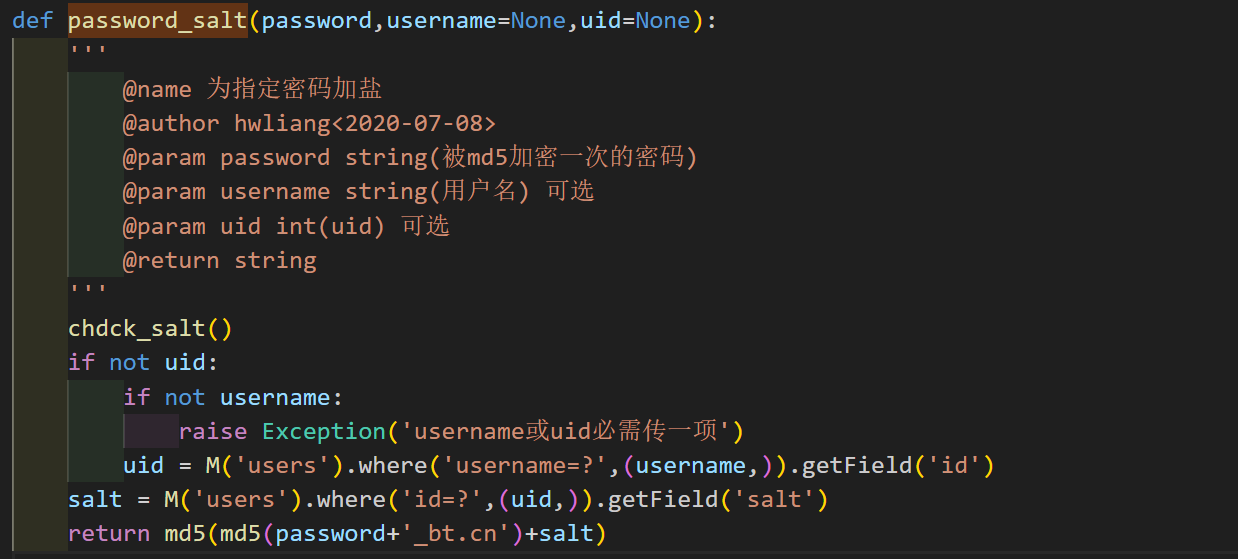 def password_salt(password,username=None,uid=None):
'''
@name 为指定密码加盐
@author hwliang<2020-07-08>
@param password string(被md5加密一次的密码)
@param username string(用户名) 可选
@param uid int(uid) 可选
@return string
'''
chdck_salt()
if not uid:
if not username:
raise Exception('username或uid必需传一项')
uid = M('users').where('username=?',(username,)).getField('id')
salt = M('users').where('id=?',(uid,)).getField('salt')
return md5(md5(password+'_bt.cn')+salt)